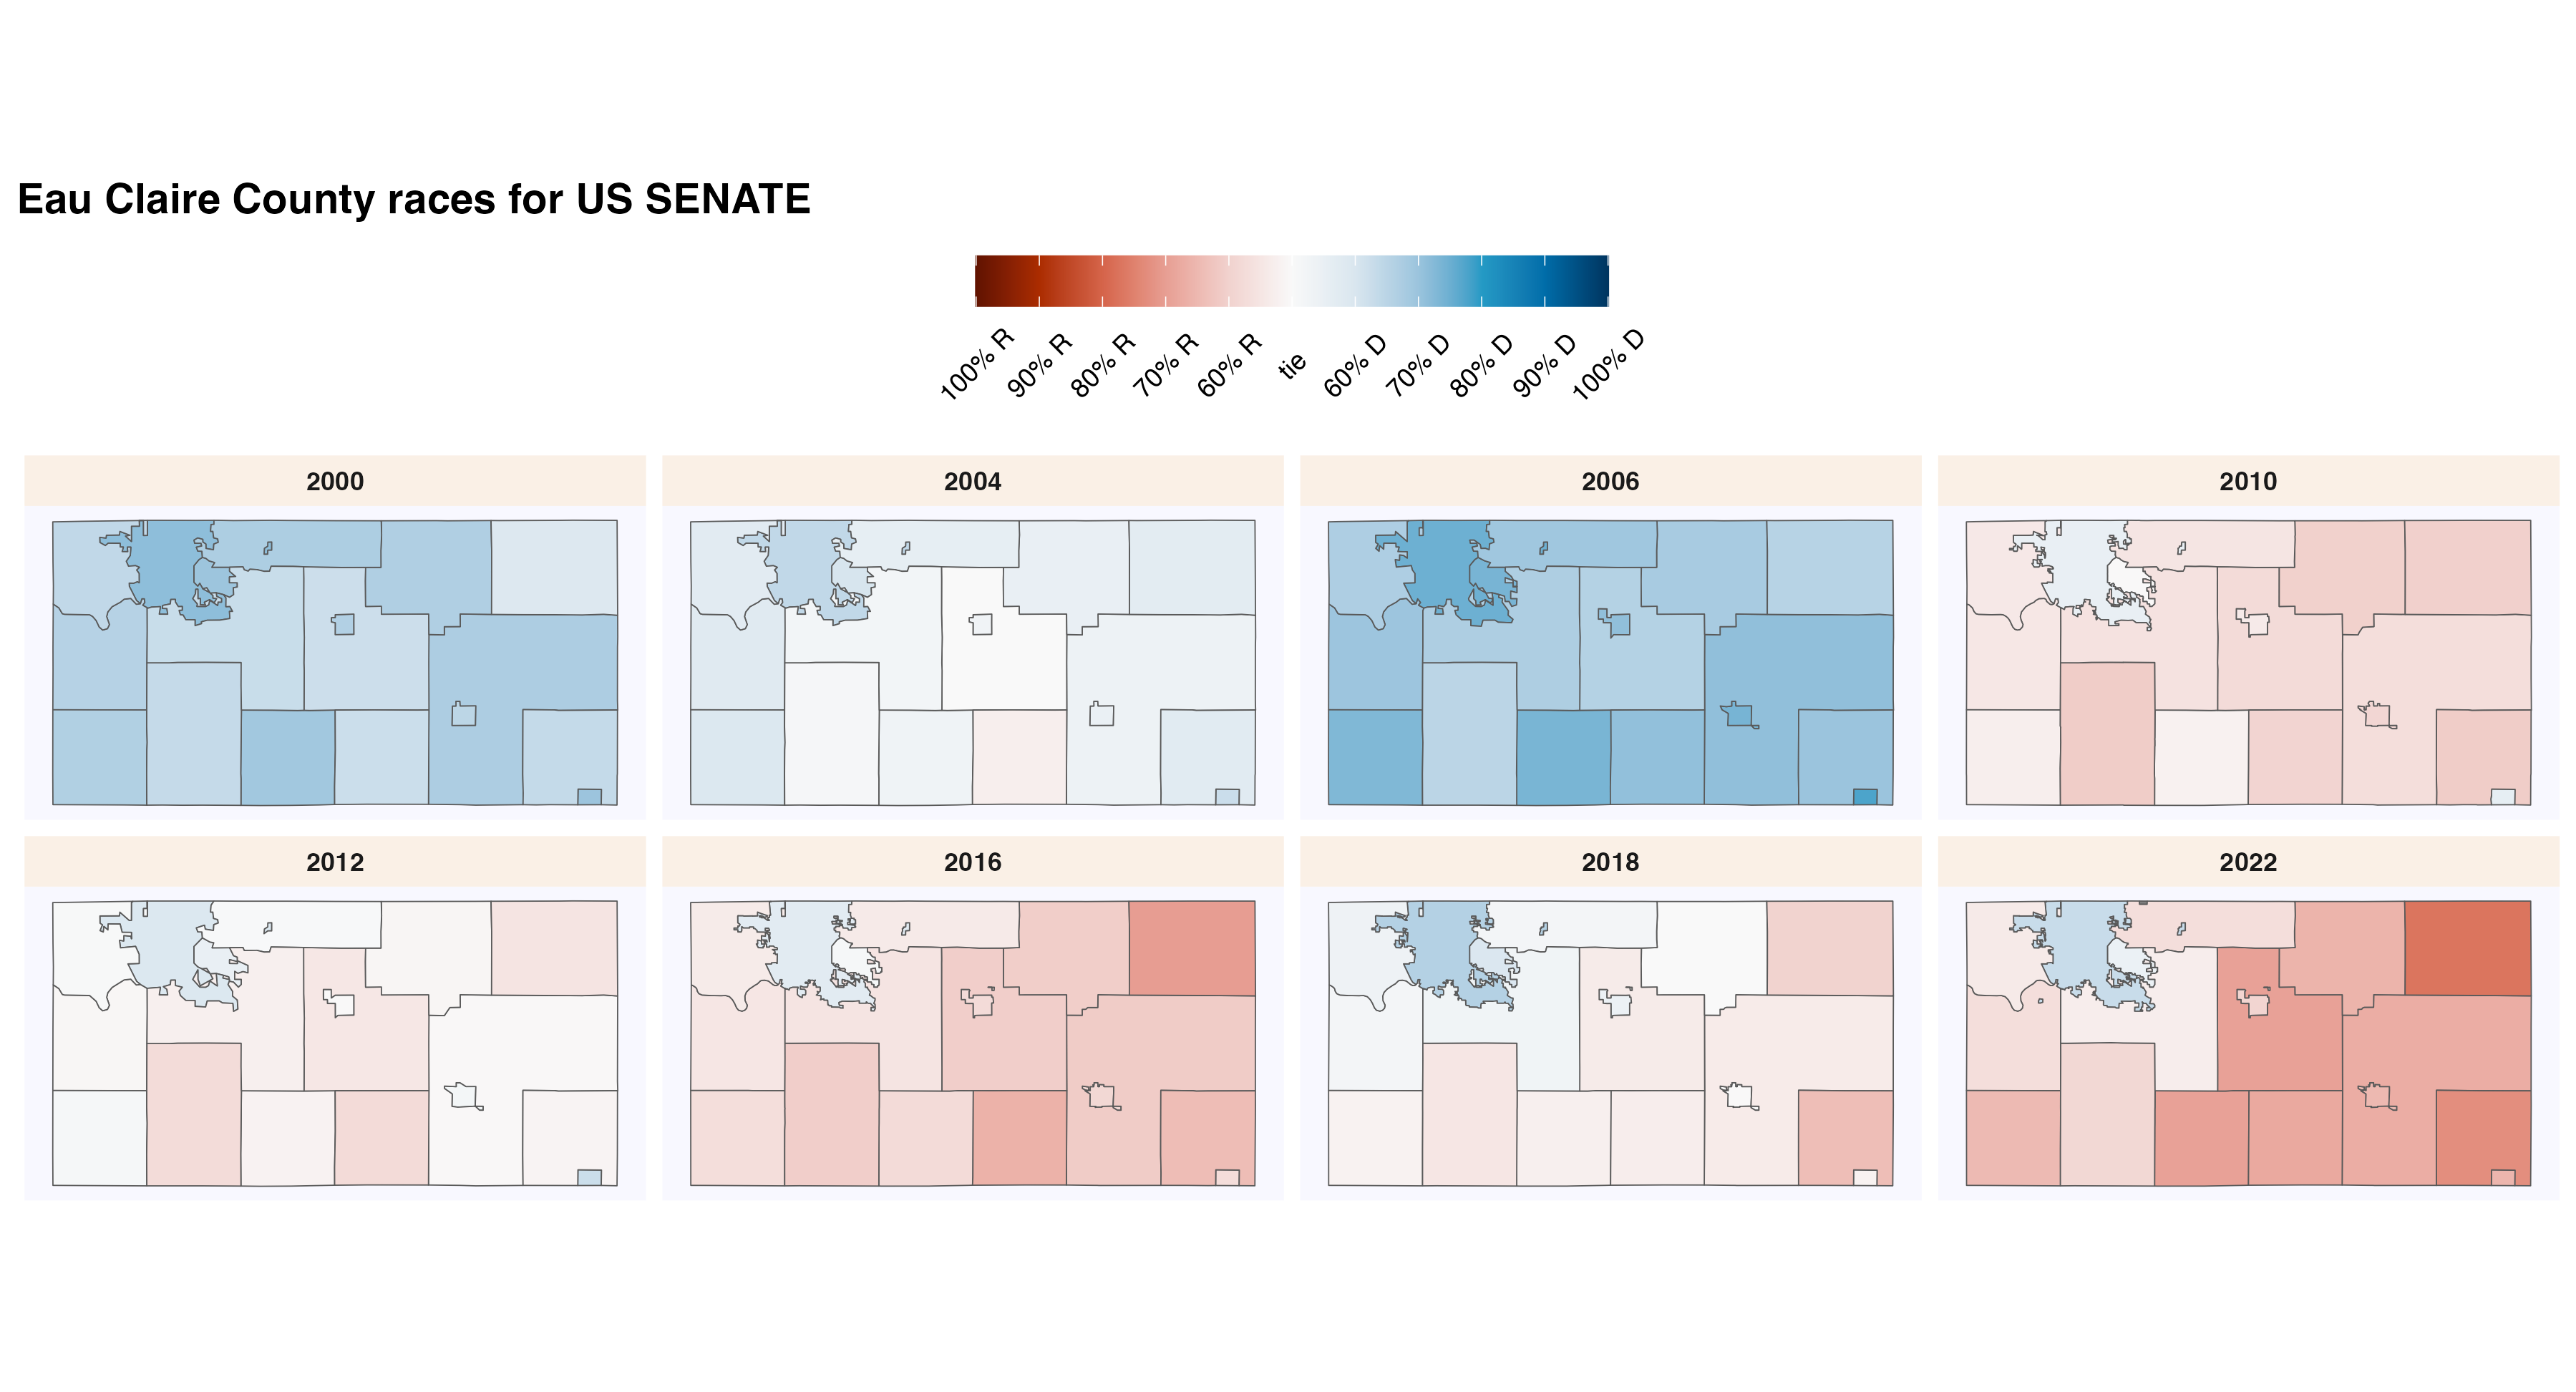 Eau Claire County races for US SENATE
100% R
90% R
80% R
70% R
60% R
tie
60% D
70% D
80% D
90% D
100% D
2000
2004
2006
2010
2012
2016
2018
2022